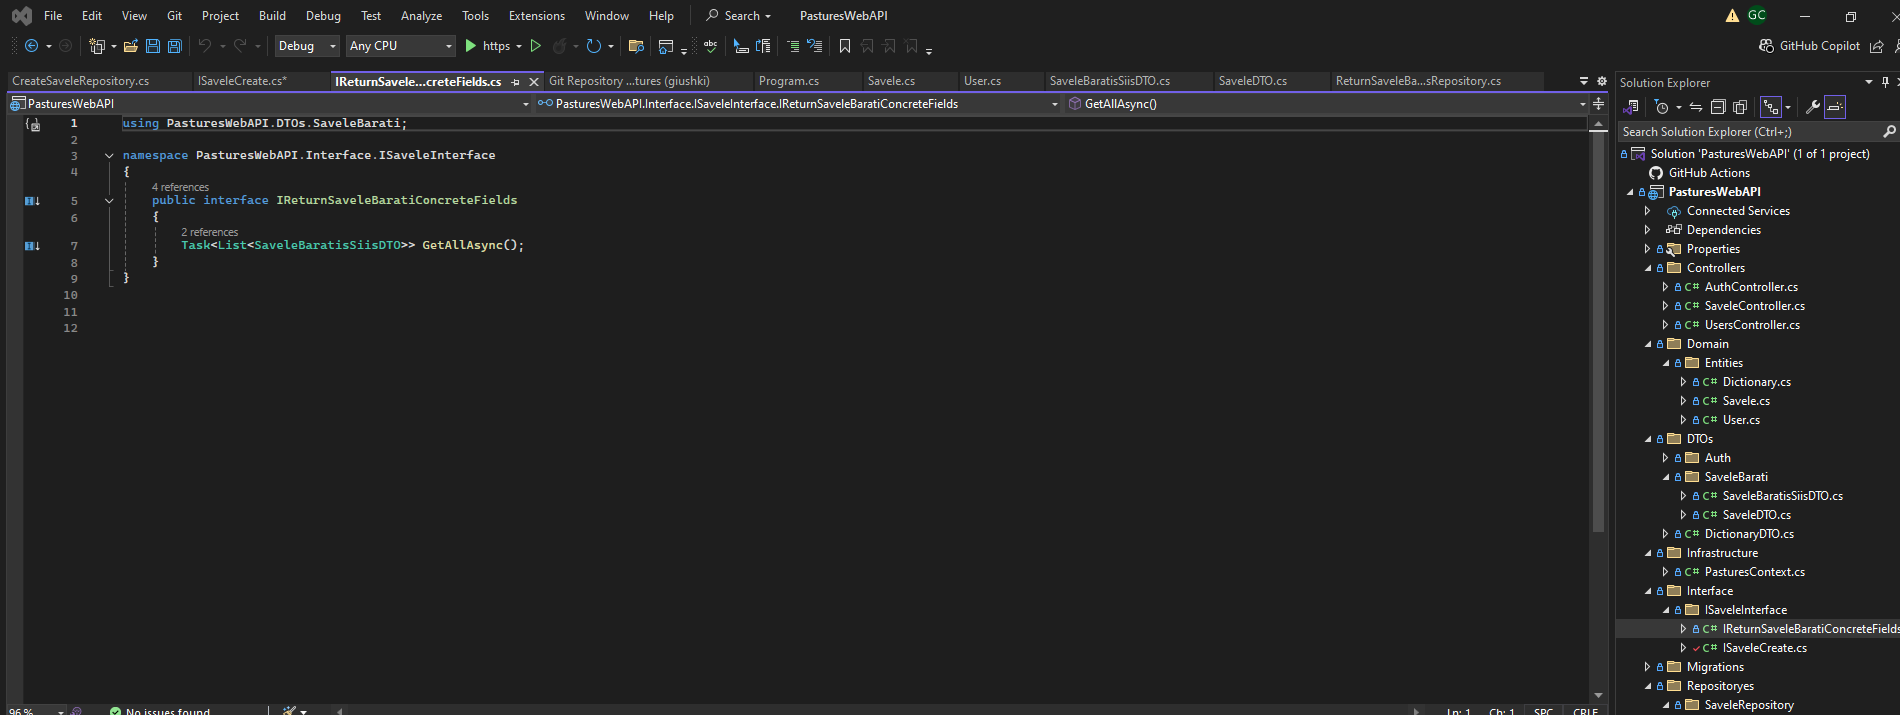 File Edit View Git Project Build Debug Test Analyze Tools Extensions Window Help Search PasturesWebAPI GC
Debug Any CPU https GitHub Copilot
CreateSaveleRepository.cs ISaveleCreate.cs* IReturnSavele...creteFields.cs Git Repository ...tures (giushki) Program.cs Savele.cs User.cs SaveleBaratisSiisDTO.cs SaveleDTO.cs ReturnSaveleBa...sRepository.cs
PasturesWebAPI PasturesWebAPI.Interface.ISaveleInterface.IReturnSaveleBaratiConcreteFields GetAllAsync()
1 using PasturesWebAPI.DTOs.SaveleBarati;
2
3 namespace PasturesWebAPI.Interface.ISaveleInterface
4 {
4 references
5 public interface IReturnSaveleBaratiConcreteFields
6 {
2 references
7 Task<List<SaveleBaratisSiisDTO>> GetAllAsync();
8 }
9 }
10
11
12
96 % No issues found Ln: 1 Ch: 1 SPC CRLF
Solution Explorer
Search Solution Explorer (Ctrl+;)
Solution 'PasturesWebAPI' (1 of 1 project)
GitHub Actions
PasturesWebAPI
Connected Services
Dependencies
Properties
Controllers
C# AuthController.cs
C# SaveleController.cs
C# UsersController.cs
Domain
Entities
C# Dictionary.cs
C# Savele.cs
C# User.cs
DTOs
Auth
SaveleBarati
C# SaveleBaratisSiisDTO.cs
C# SaveleDTO.cs
C# DictionaryDTO.cs
Infrastructure
C# PasturesContext.cs
Interface
ISaveleInterface
C# IReturnSaveleBaratiConcreteFields
C# ISaveleCreate.cs
Migrations
Repositoryes
SaveleRepository